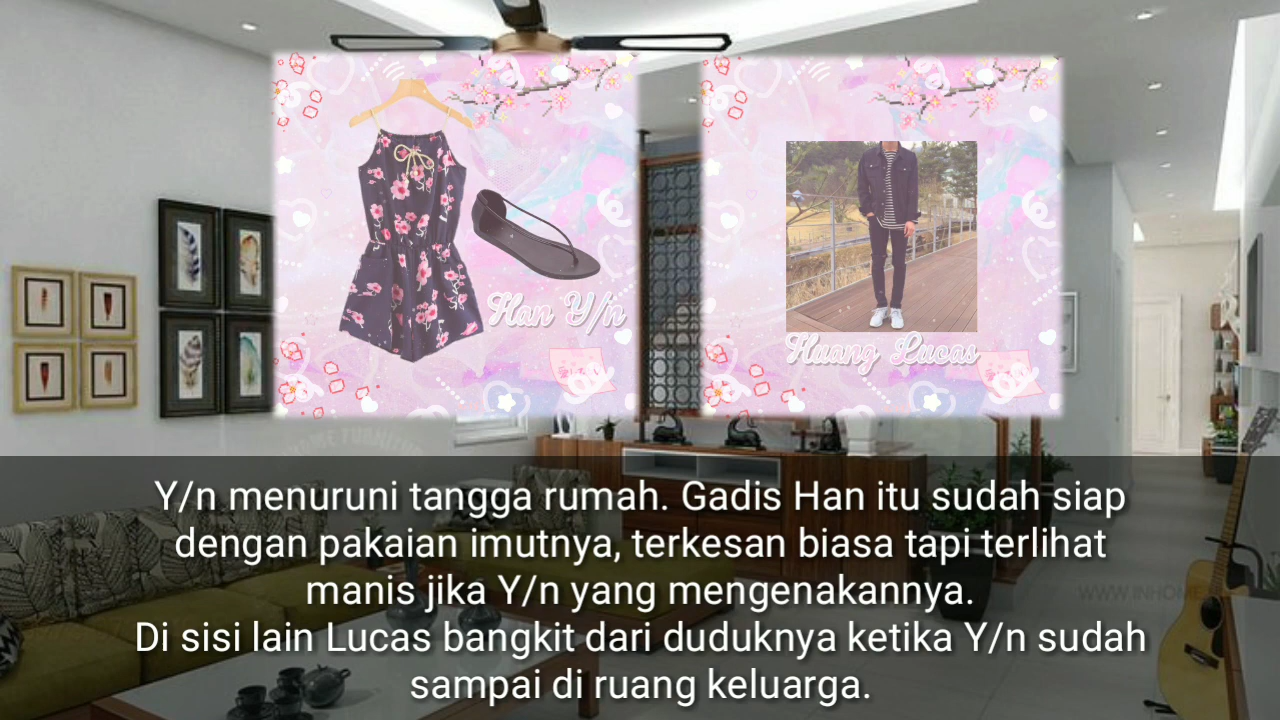 Han Y/n
Huang Lucas
Y/n menuruni tangga rumah. Gadis Han itu sudah siap
dengan pakaian imutnya, terkesan biasa tapi terlihat
manis jika Y/n yang mengenakannya.
Di sisi lain Lucas bangkit dari duduknya ketika Y/n sudah
sampai di ruang keluarga.